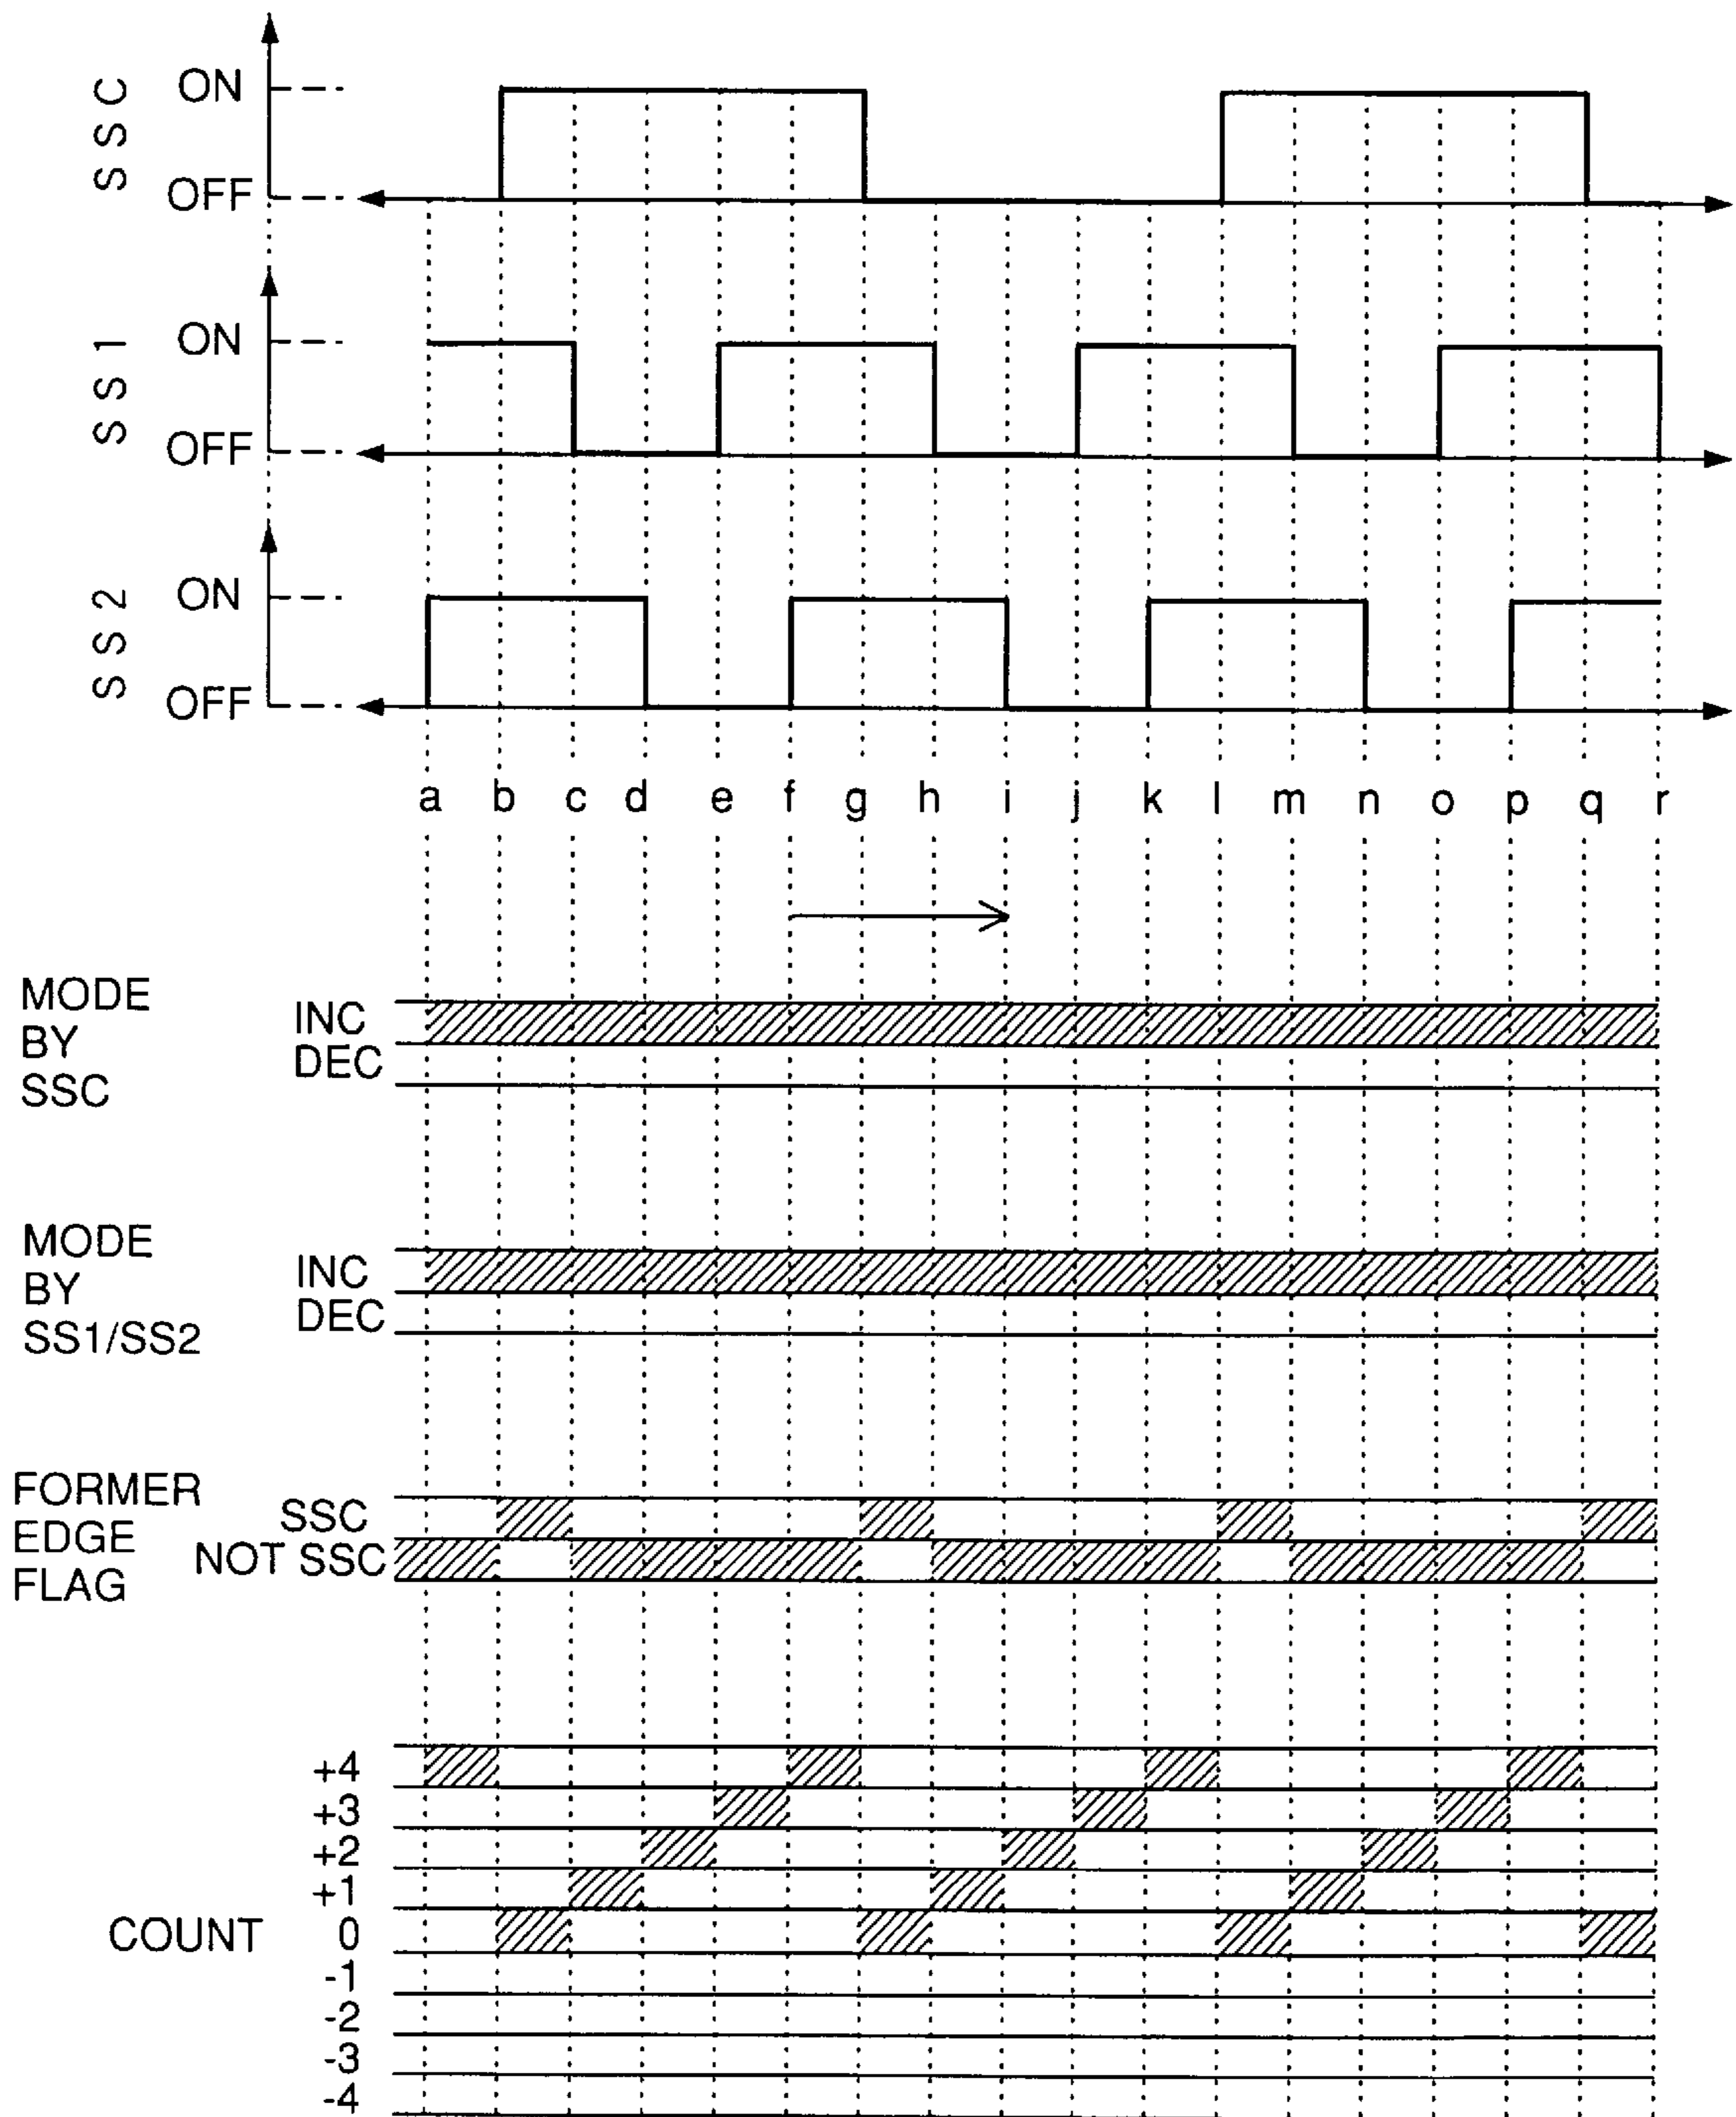 SSC
ON
OFF
SS1
ON
OFF
SS2
ON
OFF
a b c d e f g h i j k l m n o p q r
MODE
BY
SSC
INC
DEC
MODE
BY
SS1/SS2
INC
DEC
FORMER
EDGE
FLAG
SSC
NOT SSC
COUNT
+4
+3
+2
+1
0
-1
-2
-3
-4